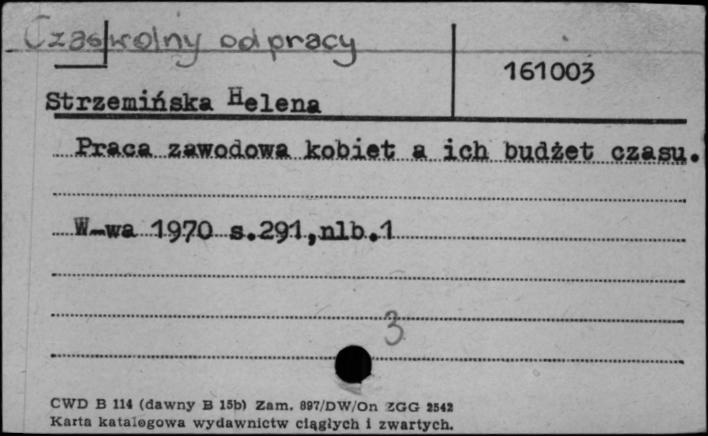 Czas wolny od pracy
161003
Strzemińska Helena
Praca zawodowa kobiet a ich budżet czasu.
W-wa 1970 s.291,nlb.1
3
CWD B 114 (dawny B 15b) Zam. 897/DW/On ZGG 2542
Karta katalogowa wydawnictw ciągłych i zwartych.